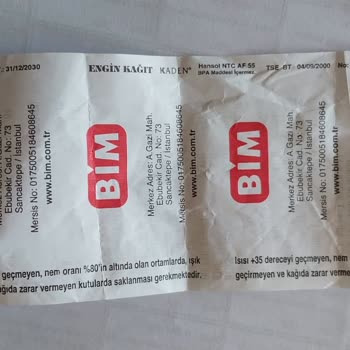 .: 31/12/2030
ENGİN KAĞIT
KADEN
Hansol NTC AF 55
BPA Maddesi İçermez.
TSE-BT 04/05/2000
No:
Mersis No: 0175005184608645
www.bim.com.tr
Sancaktepe / İstanbul
Ebubekir Cad. No: 73
BİM
Merkez Adres: A.Gazi Mah.
Ebubekir Cad. No: 73
Sancaktepe / İstanbul
Mersis No: 0175005184608645
www.bim.com.tr
BİM
Merkez Adres: A.Gazi Mah.
Ebubekir Cad. No: 73
Sancaktepe / İstanbul
Mersis No: 0175005184608645
www.bim.com.tr
geçmeyen, nem oranı %80'in altında olan ortamlarda, ışık
kağıda zarar vermeyen kutularda saklanması gerekmektedir.
Isısı +35 dereceyi geçmeyen, nem
geçirmeyen ve kağıda zarar verme